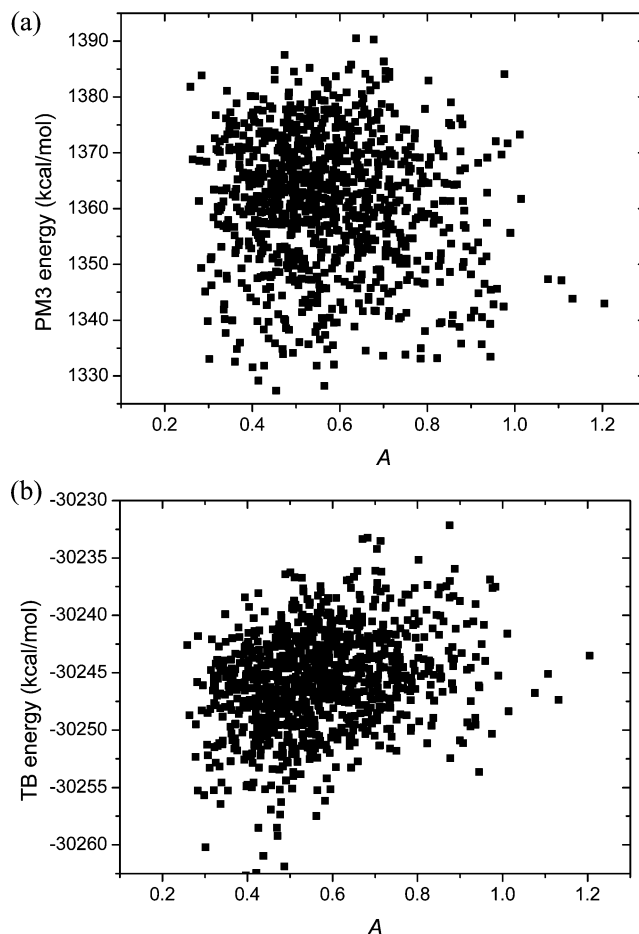 (a)
PM3 energy (kcal/mol)
1390
1380
1370
1360
1350
1340
1330
0.2 0.4 0.6 0.8 1.0 1.2
A
(b)
TB energy (kcal/mol)
-30230
-30235
-30240
-30245
-30250
-30255
-30260
0.2 0.4 0.6 0.8 1.0 1.2
A